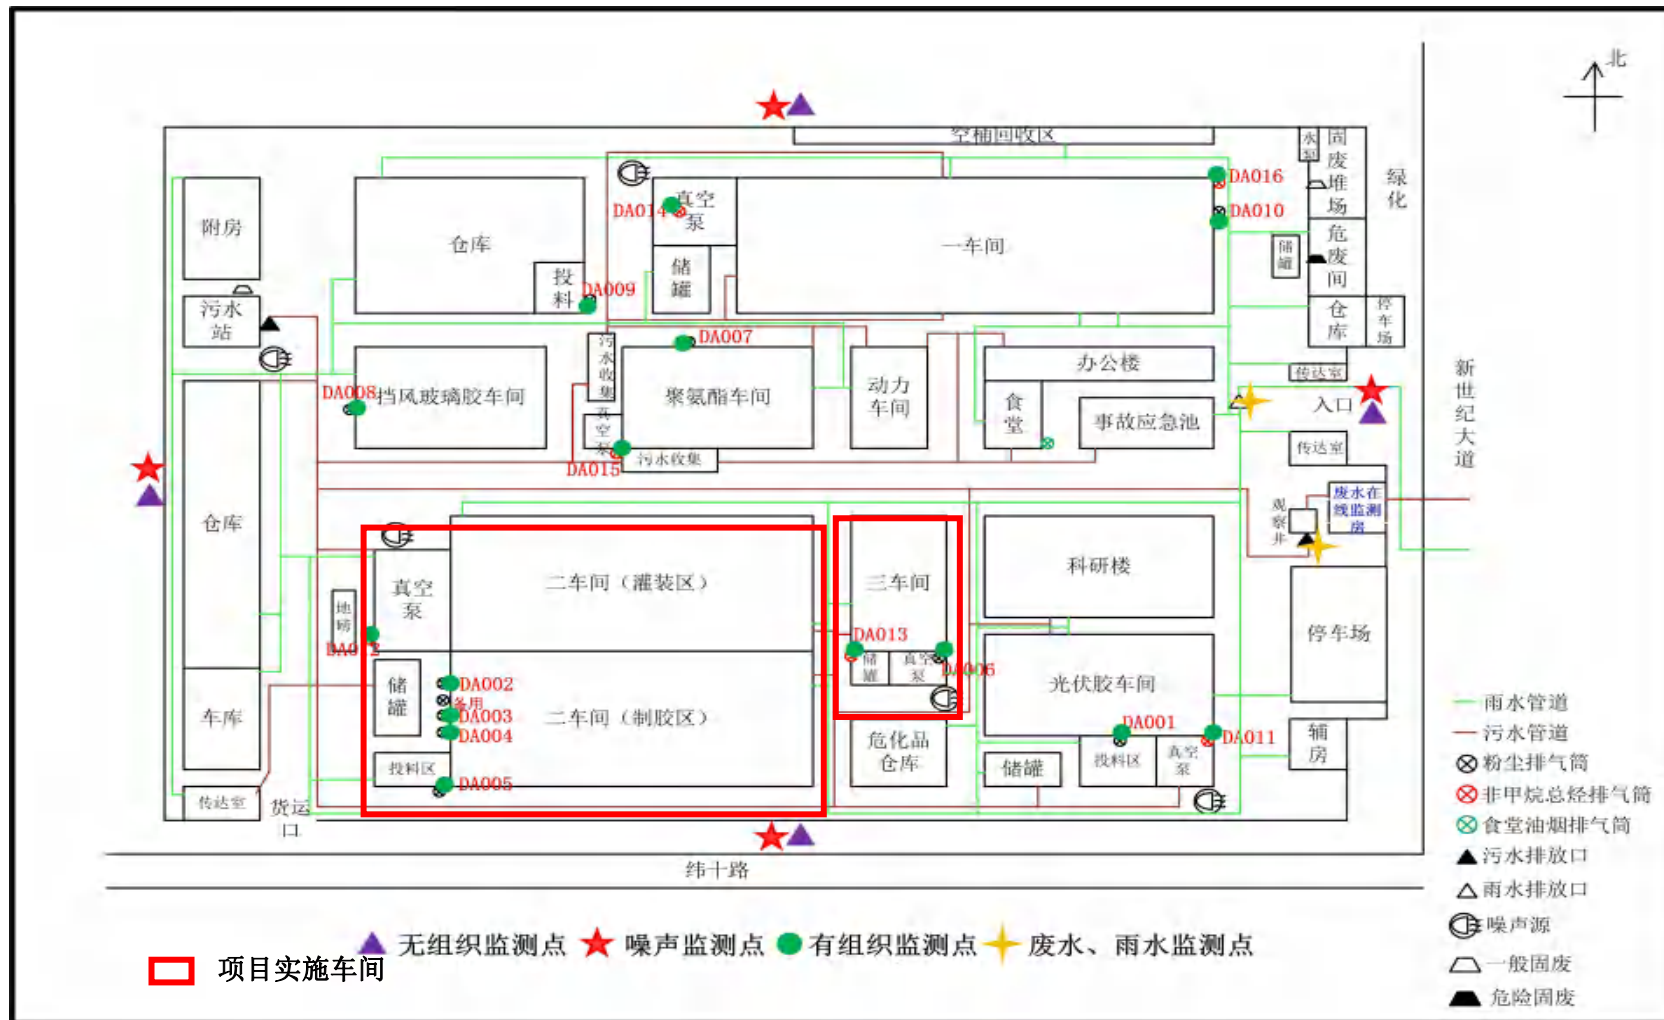 北
空桶回收区
水泵
固废堆场
绿化
DA016
真空泵
DA014
DA010
附房
仓库
一车间
储罐
危废间
投料
DA009
储罐
污水站
仓库
停车场
DA007
污水收集
办公楼
传达室
DA008
挡风玻璃胶车间
聚氨酯车间
动力车间
食堂
事故应急池
入口
新世纪大道
真空泵
污水收集
DA015
传达室
仓库
观察井
废水在线监测房
真空泵
二车间（灌装区）
三车间
科研楼
地磅
停车场
DA012
DA013
储罐
真空泵
DA006
储罐
DA002
备用
DA003
DA004
二车间（制胶区）
光伏胶车间
车库
DA001
DA011
危化品仓库
辅房
投料区
DA005
储罐
投料区
真空泵
传达室
货运口
纬十路
雨水管道
污水管道
粉尘排气筒
非甲烷总烃排气筒
食堂油烟排气筒
污水排放口
雨水排放口
噪声源
一般固废
危险固废
无组织监测点
噪声监测点
有组织监测点
废水、雨水监测点
项目实施车间